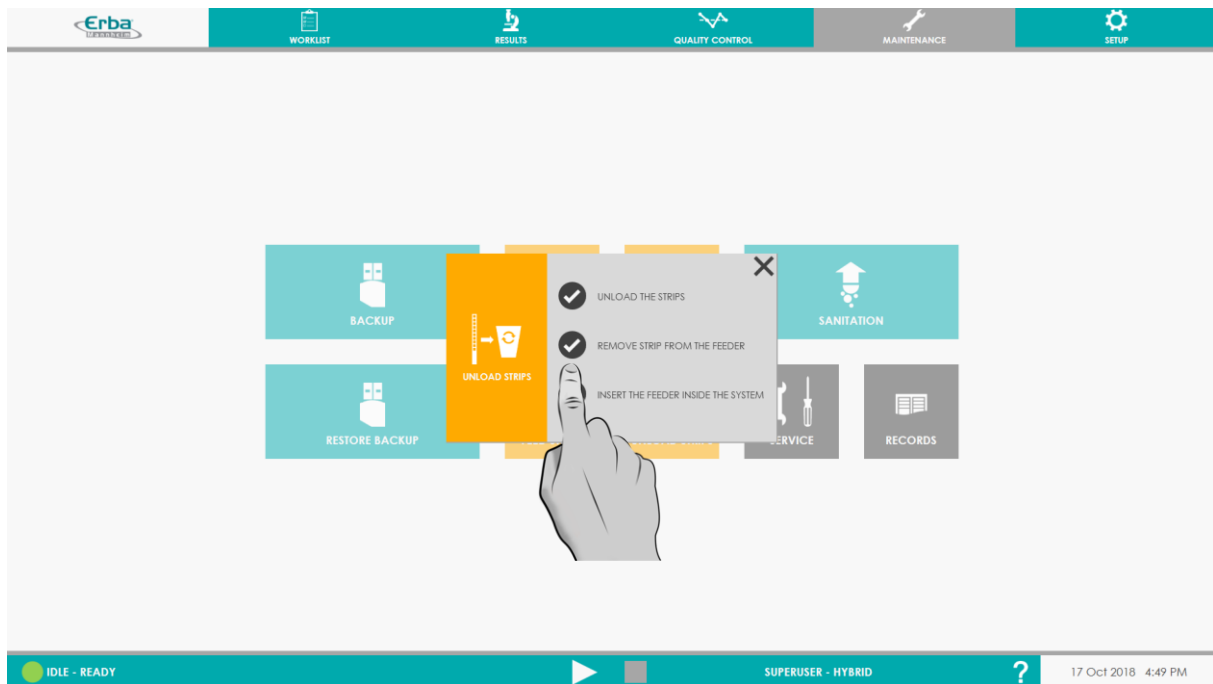 Erba
Mannheim
WORKLIST
RESULTS
QUALITY CONTROL
MAINTENANCE
SETUP
BACKUP
SANITATION
UNLOAD STRIPS
UNLOAD THE STRIPS
REMOVE STRIP FROM THE FEEDER
INSERT THE FEEDER INSIDE THE SYSTEM
RESTORE BACKUP
SERVICE
RECORDS
IDLE - READY
SUPERUSER - HYBRID
?
17 Oct 2018 4:49 PM